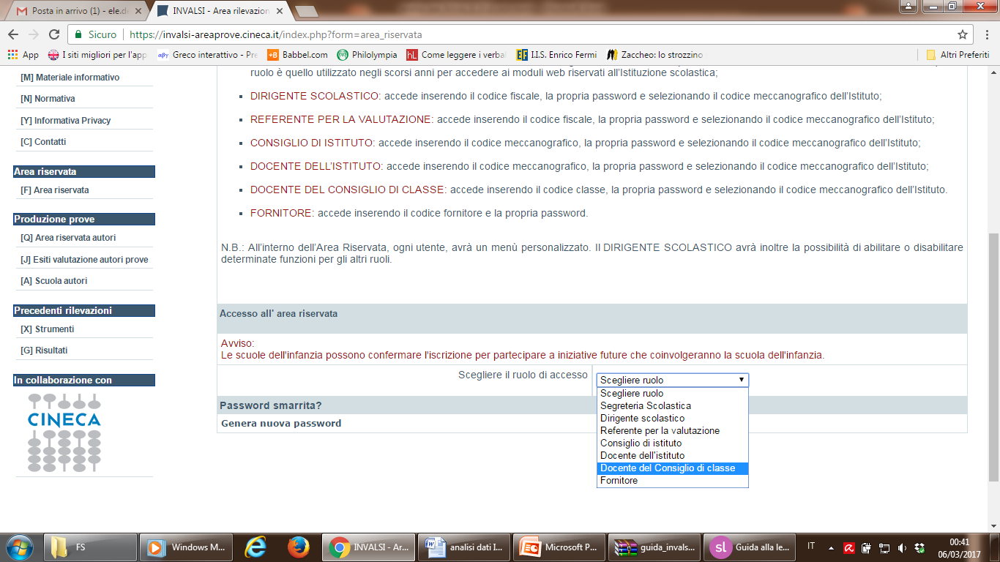 Posta in arrivo (1) - ele.de
INVALSI - Area rilevazion
Sicuro
https://invalsi-areaprove.cineca.it/index.php?form=area_riservata
App
I siti migliori per l'app
αβγ
Greco interattivo - Pre
+B
Babbel.com
Philolympia
hL
Come leggere i verba
EF
I.I.S. Enrico Fermi
Zaccheo: lo strozzino
Altri Preferiti
[M] Materiale informativo
[N] Normativa
[Y] Informativa Privacy
[C] Contatti
Area riservata
[F] Area riservata
Produzione prove
[Q] Area riservata autori
[J] Esiti valutazione autori prove
[A] Scuola autori
Precedenti rilevazioni
[X] Strumenti
[G] Risultati
In collaborazione con
CINECA
ruolo è quello utilizzato negli scorsi anni per accedere ai moduli web riservati all'Istituzione scolastica;
DIRIGENTE SCOLASTICO: accede inserendo il codice fiscale, la propria password e selezionando il codice meccanografico dell'Istituto;
REFERENTE PER LA VALUTAZIONE: accede inserendo il codice fiscale, la propria password e selezionando il codice meccanografico dell'Istituto;
CONSIGLIO DI ISTITUTO: accede inserendo il codice meccanografico, la propria password e selezionando il codice meccanografico dell'Istituto;
DOCENTE DELL'ISTITUTO: accede inserendo il codice meccanografico, la propria password e selezionando il codice meccanografico dell'Istituto;
DOCENTE DEL CONSIGLIO DI CLASSE: accede inserendo il codice classe, la propria password e selezionando il codice meccanografico dell'Istituto.
FORNITORE: accede inserendo il codice fornitore e la propria password.
N.B.: All'interno dell'Area Riservata, ogni utente, avrà un menù personalizzato. Il DIRIGENTE SCOLASTICO avrà inoltre la possibilità di abilitare o disabilitare
determinate funzioni per gli altri ruoli.
Accesso all' area riservata
Avviso:
Le scuole dell'infanzia possono confermare l'iscrizione per partecipare a iniziative future che coinvolgeranno la scuola dell'infanzia.
Scegliere il ruolo di accesso
Scegliere ruolo
Scegliere ruolo
Segreteria Scolastica
Dirigente scolastico
Referente per la valutazione
Consiglio di istituto
Docente dell'istituto
Docente del Consiglio di classe
Fornitore
Password smarrita?
Genera nuova password
FS
Windows M...
INVALSI - Ar...
analisi dati I...
Microsoft P...
guida_invals...
sl
Guida alla le...
IT
00:41
06/03/2017